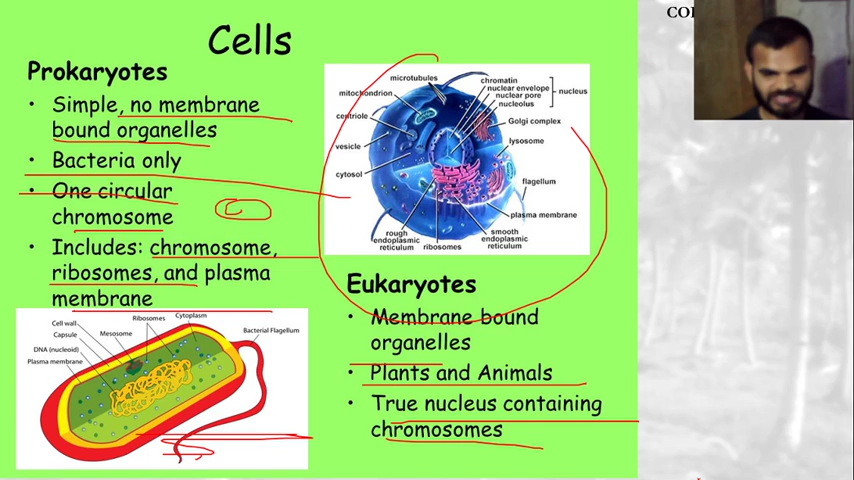 Cells
Prokaryotes
• Simple, no membrane
bound organelles
• Bacteria only
• One circular
chromosome
• Includes: chromosome,
ribosomes, and plasma
membrane
Cell wall
Capsule
DNA (nucleoid)
Plasma membrane
Mesosome
Ribosomes
Cytoplasm
Bacterial Flagellum
microtubules
mitochondrion
centriole
vesicle
cytosol
chromatin
nuclear envelope
nuclear pore
nucleolus
nucleus
Golgi complex
lysosome
flagellum
plasma membrane
rough
endoplasmic
reticulum
ribosomes
smooth
endoplasmic
reticulum
Eukaryotes
• Membrane bound
organelles
• Plants and Animals
• True nucleus containing
chromosomes